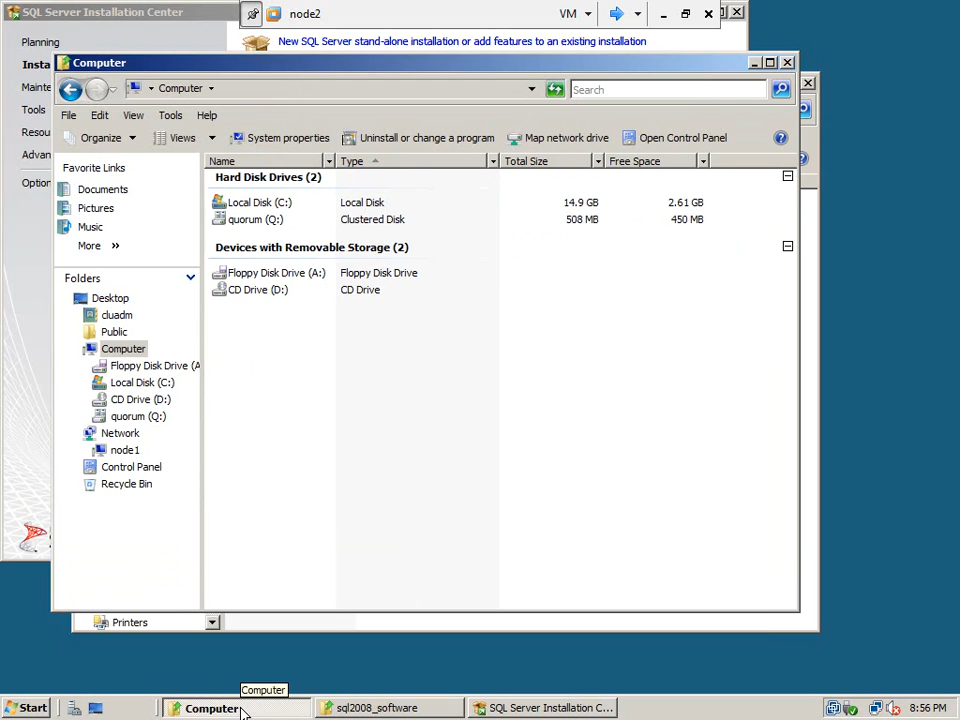 SQL Server Installation Center
node2
VM
Planning
New SQL Server stand-alone installation or add features to an existing installation
Insta
Mainte
Tools
Resou
Advan
Option
Computer
Computer
Search
File Edit View Tools Help
Organize Views System properties Uninstall or change a program Map network drive Open Control Panel
Favorite Links
Documents
Pictures
Music
More »
Folders
Desktop
cluadm
Public
Computer
Floppy Disk Drive (A
Local Disk (C:)
CD Drive (D:)
quorum (Q:)
Network
node1
Control Panel
Recycle Bin
Name Type Total Size Free Space
Hard Disk Drives (2)
Local Disk (C:) Local Disk 14.9 GB 2.61 GB
quorum (Q:) Clustered Disk 508 MB 450 MB
Devices with Removable Storage (2)
Floppy Disk Drive (A:) Floppy Disk Drive
CD Drive (D:) CD Drive
Printers
Computer
Start
Computer
sql2008_software
SQL Server Installation C...
8:56 PM